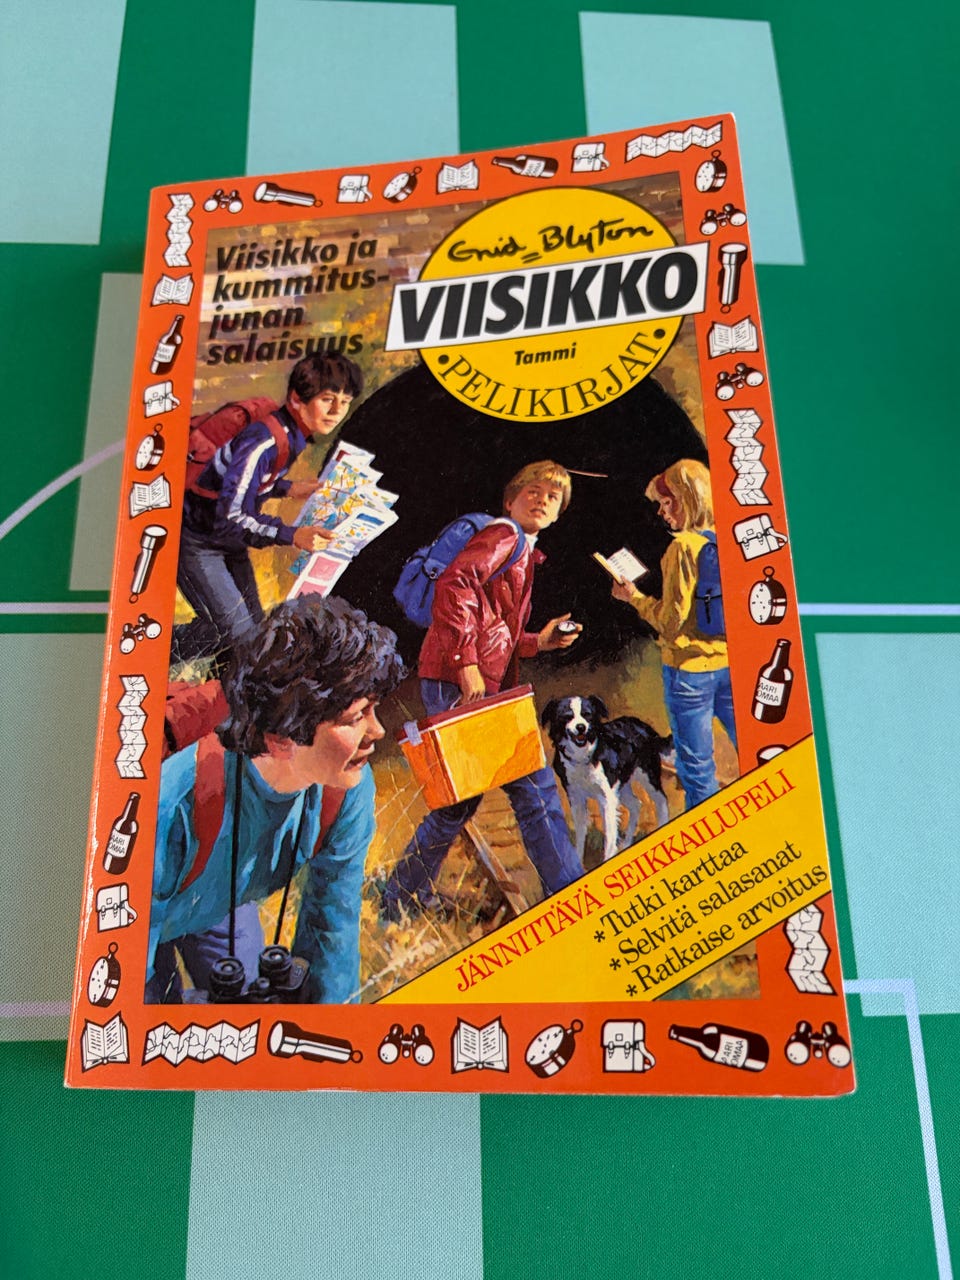 Viisikko ja
kummitus-
junan
salaisuus
Enid Blyton
VIISIKKO
Tammi
• PELIKIRJAT •
JÄNNITTÄVÄ SEIKKAILUPELI
* Tutki karttaa
* Selvitä salasanat
* Ratkaise arvoitus